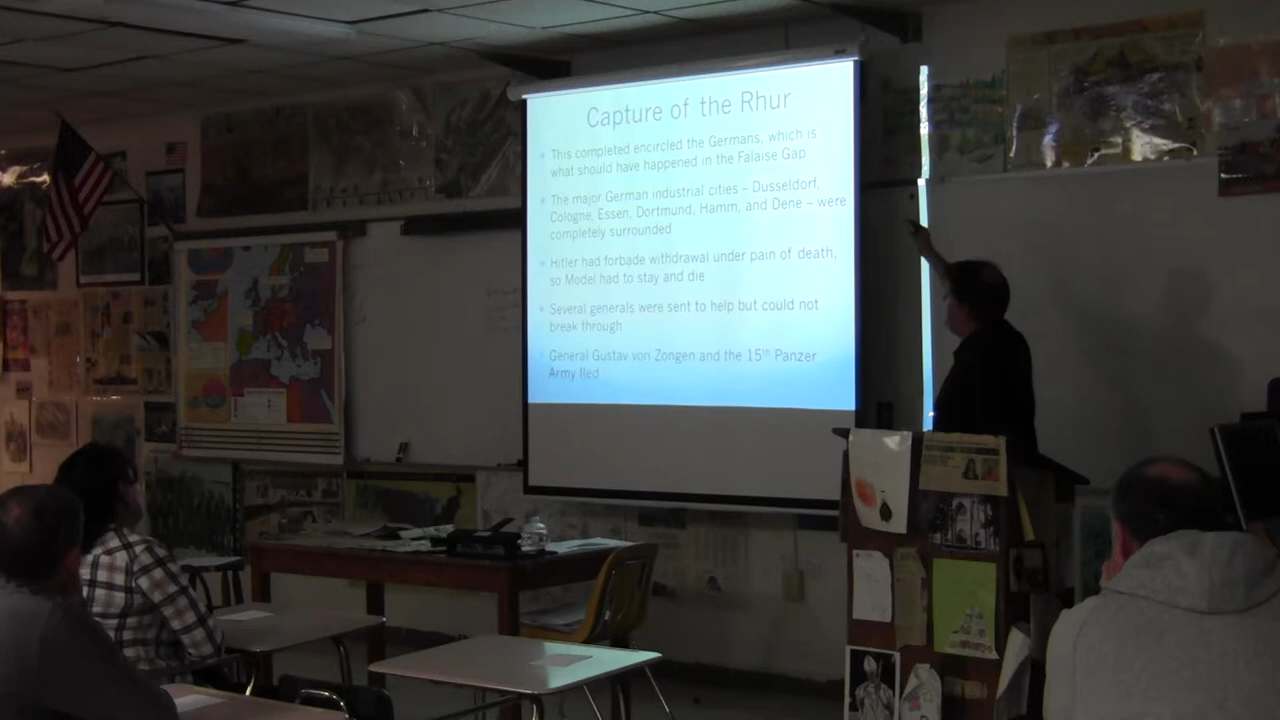 Capture of the Rhur
This completed encircled the Germans, which is
what should have happened in the Falaise Gap
The major German industrial cities – Dusseldorf,
Cologne, Essen, Dortmund, Hamm, and Dene – were
completely surrounded
Hitler had forbade withdrawal under pain of death,
so Model had to stay and die
Several generals were sent to help but could not
break through
General Gustav von Zongen and the 15th Panzer
Army fled